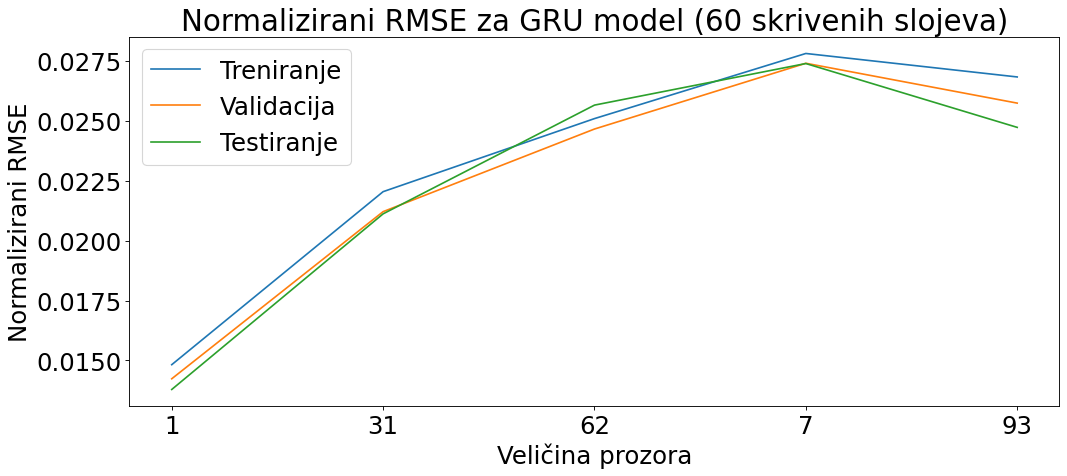 Normalizirani RMSE za GRU model (60 skrivenih slojeva)
Treniranje
Validacija
Testiranje
Normalizirani RMSE
0.0275
0.0250
0.0225
0.0200
0.0175
0.0150
1 31 62 7 93
Veličina prozora